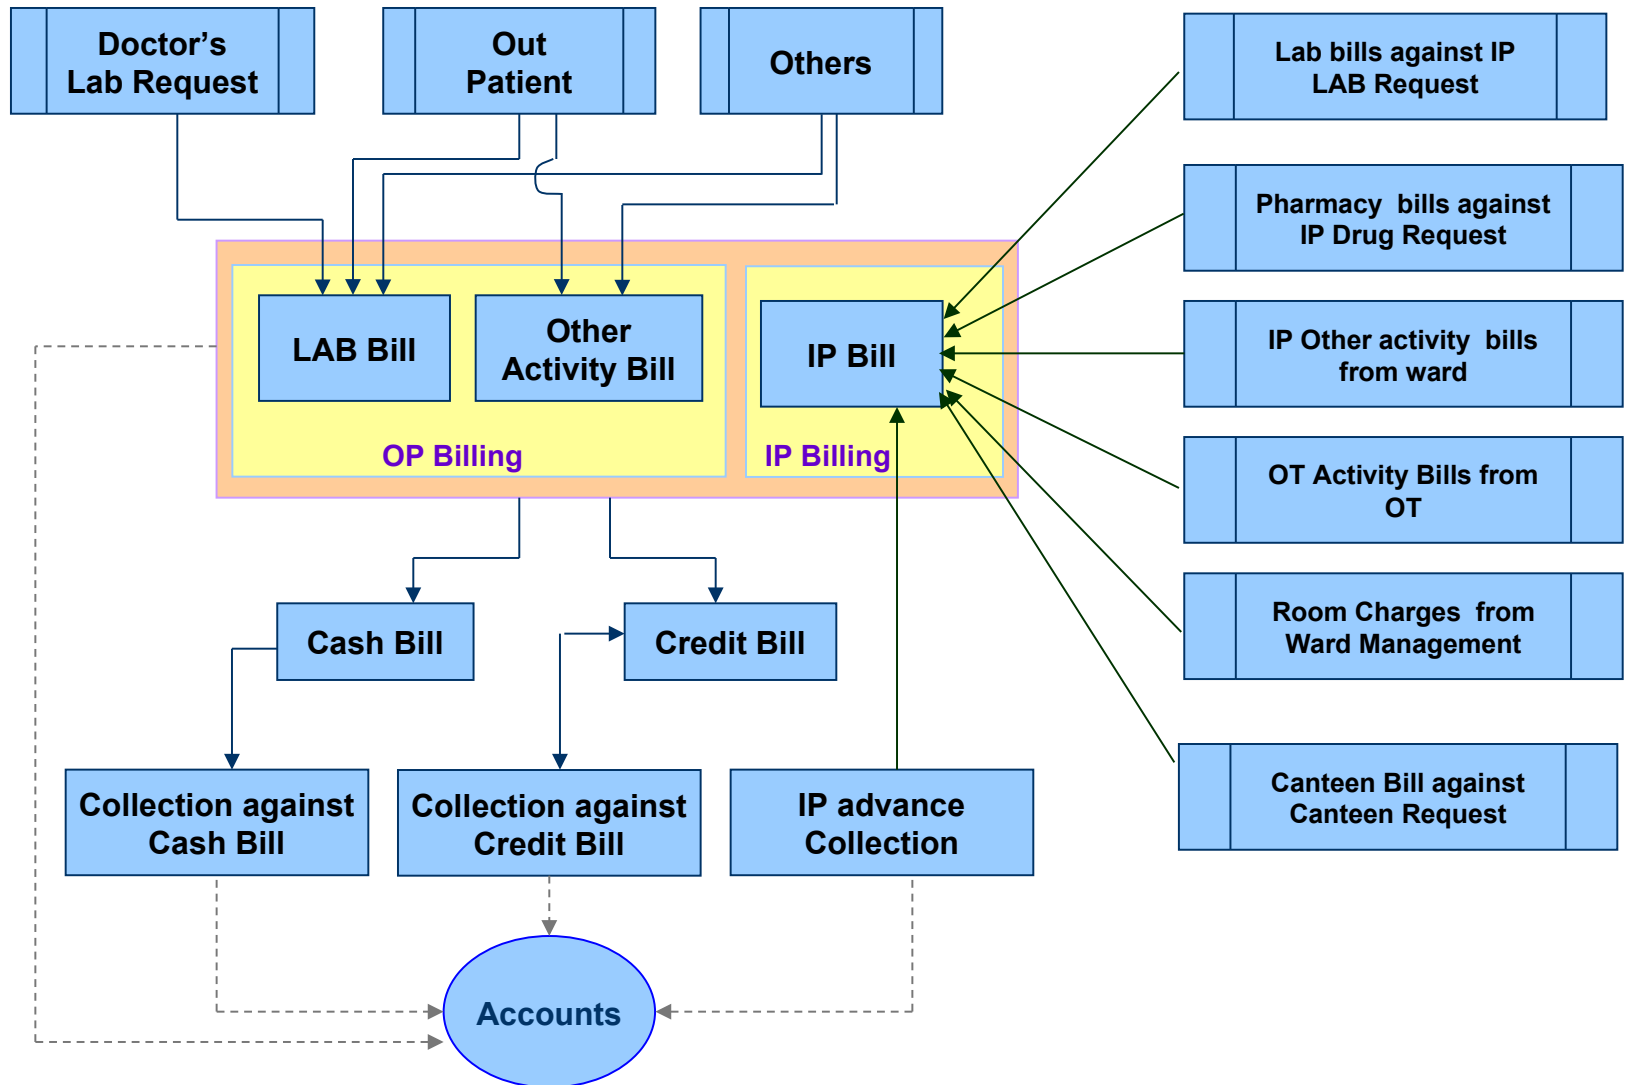 Doctor’s
Lab Request
Out
Patient
Others
Lab bills against IP
LAB Request
Pharmacy  bills against
IP Drug Request
LAB Bill
Other
Activity Bill
IP Bill
IP Other activity  bills
from ward
OP Billing
IP Billing
OT Activity Bills from
OT
Cash Bill
Credit Bill
Room Charges  from
Ward Management
Collection against
Cash Bill
Collection against
Credit Bill
IP advance
Collection
Canteen Bill against
Canteen Request
Accounts